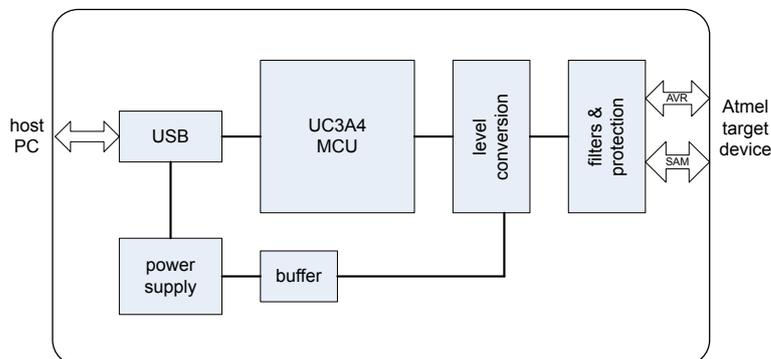 host
PC
USB
UC3A4
MCU
level
conversion
filters &
protection
AVR
SAM
Atmel
target
device
power
supply
buffer